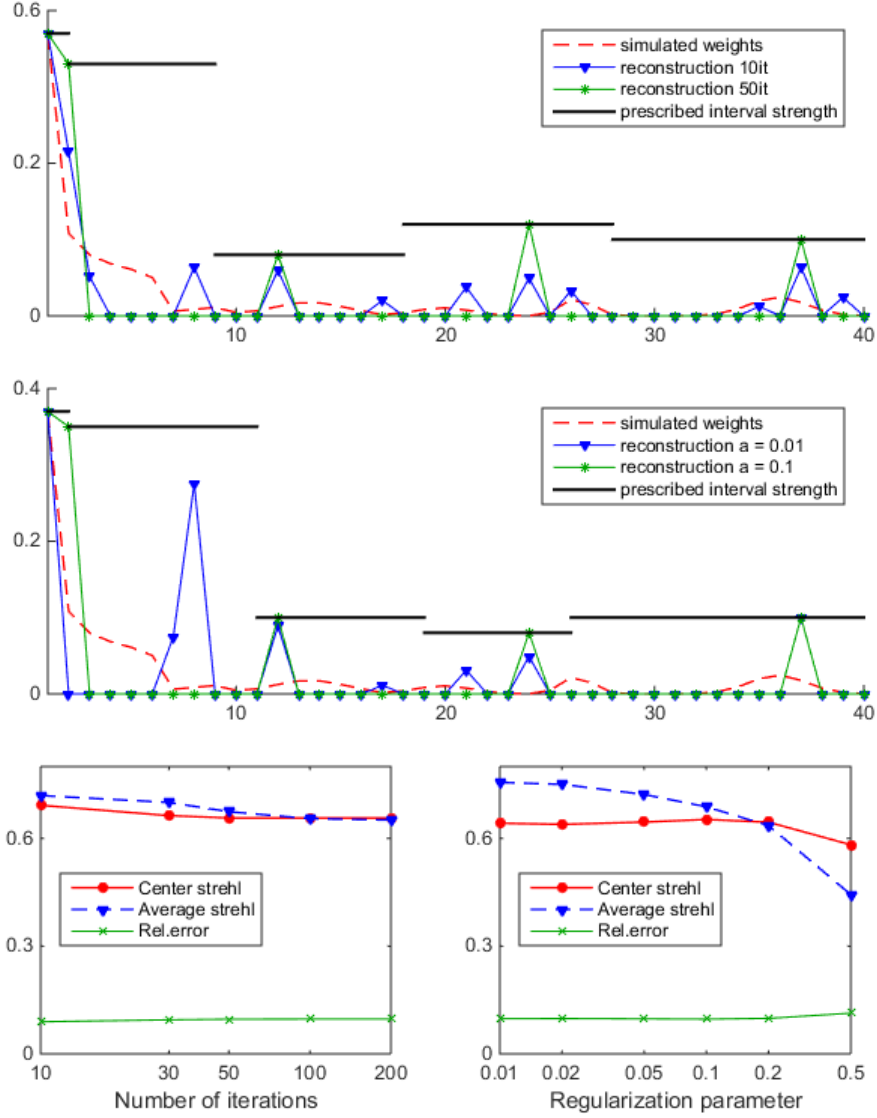 0.6
simulated weights
reconstruction 10it
reconstruction 50it
prescribed interval strength
0.2
0
10
20
30
40
0.4
simulated weights
reconstruction a = 0.01
reconstruction a = 0.1
prescribed interval strength
0.2
0
10
20
30
40
0.6
Center strehl
Average strehl
Rel.error
0.3
0
10
30
50
100
200
Number of iterations
0.6
Center strehl
Average strehl
Rel.error
0.3
0
0.01
0.02
0.05
0.1
0.2
0.5
Regularization parameter